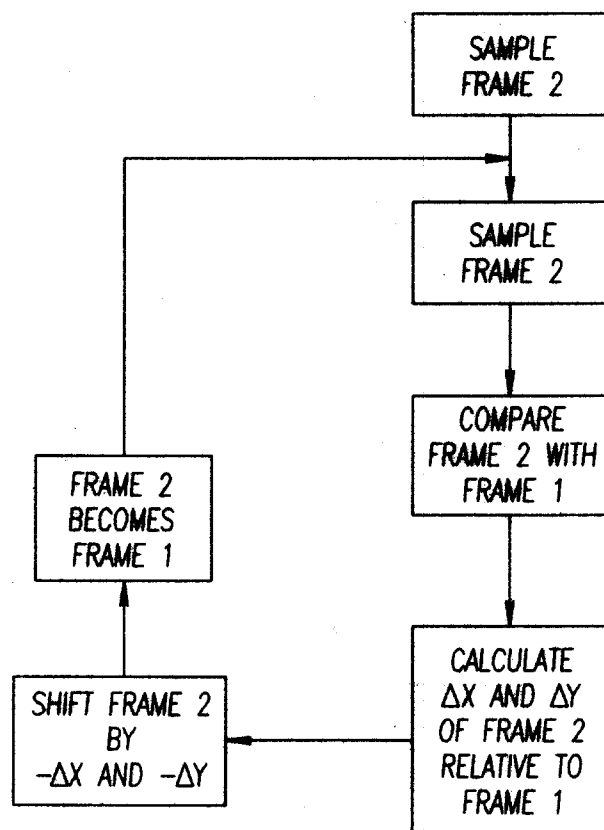 SAMPLE
FRAME 2
SAMPLE
FRAME 2
COMPARE
FRAME 2 WITH
FRAME 1
CALCULATE
ΔX AND ΔY
OF FRAME 2
RELATIVE TO
FRAME 1
SHIFT FRAME 2
BY
-ΔX AND -ΔY
FRAME 2
BECOMES
FRAME 1